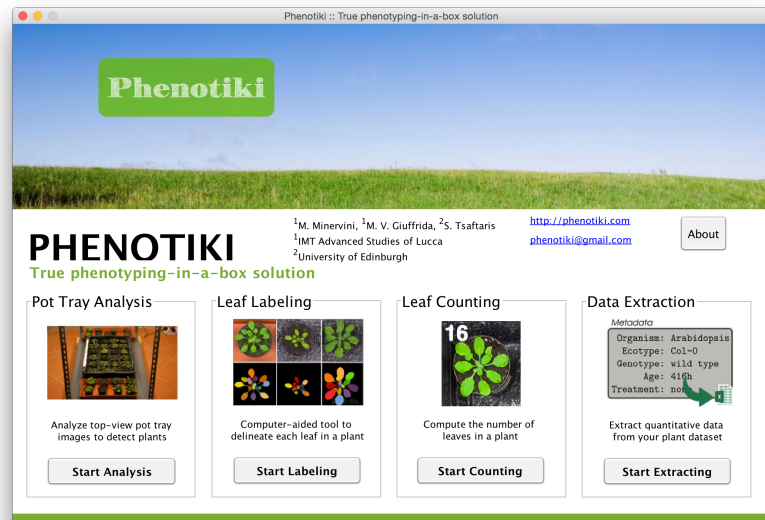 Phenotiki :: True phenotyping-in-a-box solution
Phenotiki
PHENOTIKI
True phenotyping-in-a-box solution
1M. Minervini, 1M. V. Giuffrida, 2S. Tsaftaris
1IMT Advanced Studies of Lucca
2University of Edinburgh
http://phenotiki.com
phenotiki@gmail.com
About
Pot Tray Analysis
Analyze top-view pot tray
images to detect plants
Start Analysis
Leaf Labeling
Computer-aided tool to
delineate each leaf in a plant
Start Labeling
Leaf Counting
16
Compute the number of
leaves in a plant
Start Counting
Data Extraction
Metadata
Organism: Arabidopsis
Ecotype: Col-0
Genotype: wild type
Age: 416h
Treatment:
Extract quantitative data
from your plant dataset
Start Extracting